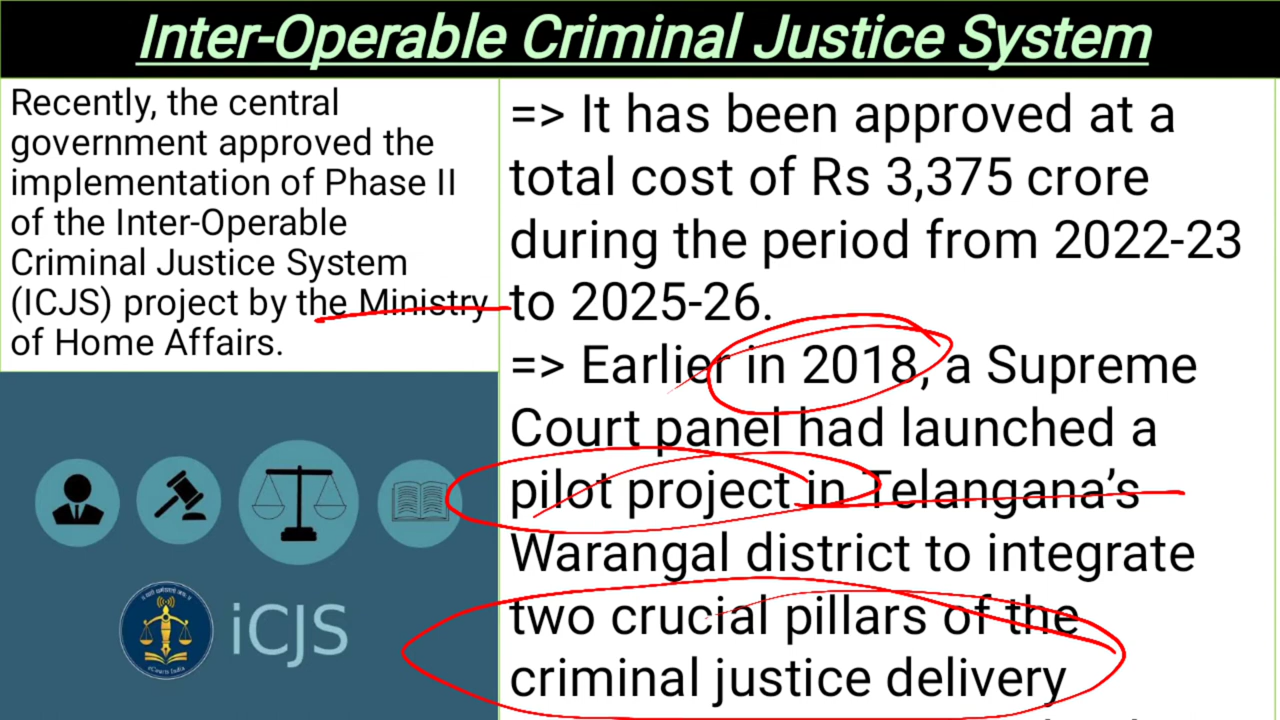 Inter-Operable Criminal Justice System
Recently, the central
government approved the
implementation of Phase II
of the Inter-Operable
Criminal Justice System
(ICJS) project by the Ministry
of Home Affairs.
iCJS
eCourts India
=> It has been approved at a
total cost of Rs 3,375 crore
during the period from 2022-23
to 2025-26.
=> Earlier in 2018, a Supreme
Court panel had launched a
pilot project in Telangana’s
Warangal district to integrate
two crucial pillars of the
criminal justice delivery